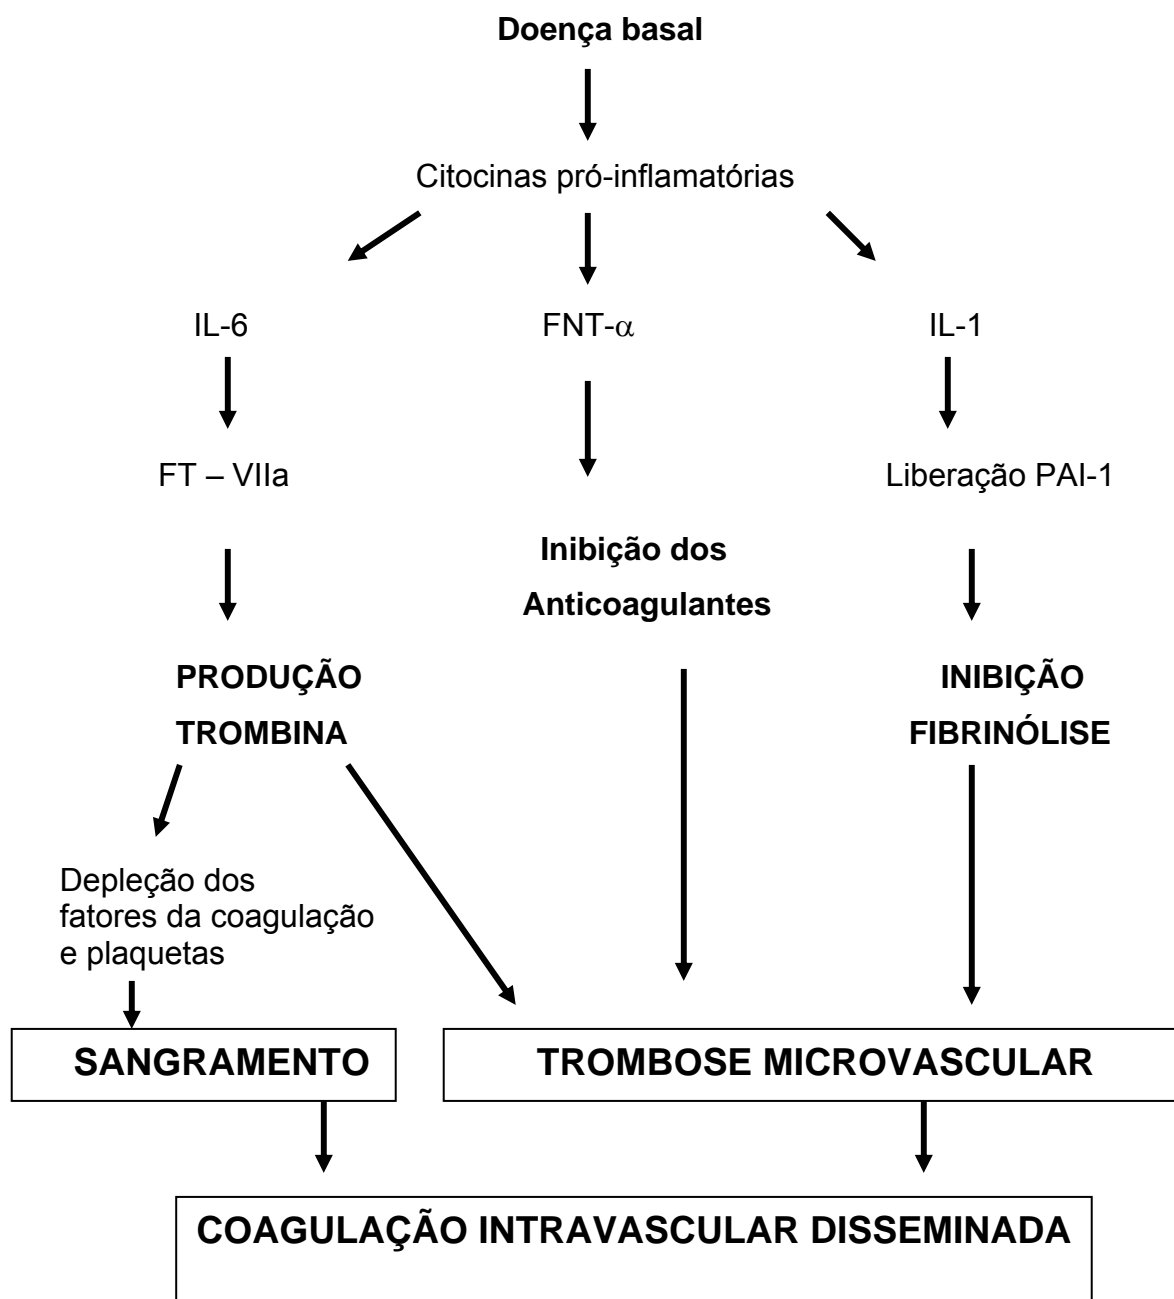 Doença basal
Citocinas pró-inflamatórias
IL-6 FNT-α IL-1
FT – VIIa Liberação PAI-1
Inibição dos
Anticoagulantes
PRODUÇÃO INIBIÇÃO
TROMBINA FIBRINÓLISE
Depleção dos
fatores da coagulação
e plaquetas
SANGRAMENTO TROMBOSE MICROVASCULAR
COAGULAÇÃO INTRAVASCULAR DISSEMINADA